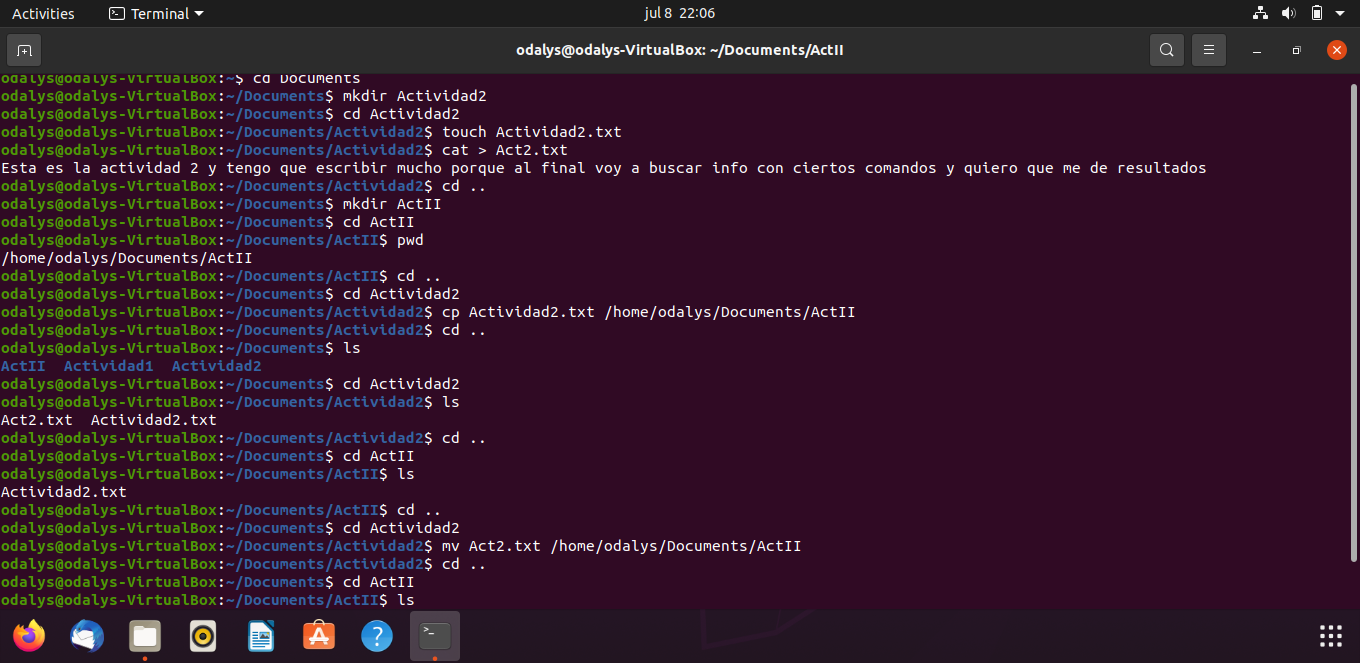 Activities Terminal jul 8 22:06
odalys@odalys-VirtualBox: ~/Documents/ActII
odalys@odalys-VirtualBox:~$ cd Documents
odalys@odalys-VirtualBox:~/Documents$ mkdir Actividad2
odalys@odalys-VirtualBox:~/Documents$ cd Actividad2
odalys@odalys-VirtualBox:~/Documents/Actividad2$ touch Actividad2.txt
odalys@odalys-VirtualBox:~/Documents/Actividad2$ cat > Act2.txt
Esta es la actividad 2 y tengo que escribir mucho porque al final voy a buscar info con ciertos comandos y quiero que me de resultados
odalys@odalys-VirtualBox:~/Documents/Actividad2$ cd ..
odalys@odalys-VirtualBox:~/Documents$ mkdir ActII
odalys@odalys-VirtualBox:~/Documents$ cd ActII
odalys@odalys-VirtualBox:~/Documents/ActII$ pwd
/home/odalys/Documents/ActII
odalys@odalys-VirtualBox:~/Documents/ActII$ cd ..
odalys@odalys-VirtualBox:~/Documents$ cd Actividad2
odalys@odalys-VirtualBox:~/Documents/Actividad2$ cp Actividad2.txt /home/odalys/Documents/ActII
odalys@odalys-VirtualBox:~/Documents/Actividad2$ cd ..
odalys@odalys-VirtualBox:~/Documents$ ls
ActII  Actividad1  Actividad2
odalys@odalys-VirtualBox:~/Documents$ cd Actividad2
odalys@odalys-VirtualBox:~/Documents/Actividad2$ ls
Act2.txt  Actividad2.txt
odalys@odalys-VirtualBox:~/Documents/Actividad2$ cd ..
odalys@odalys-VirtualBox:~/Documents$ cd ActII
odalys@odalys-VirtualBox:~/Documents/ActII$ ls
Actividad2.txt
odalys@odalys-VirtualBox:~/Documents/ActII$ cd ..
odalys@odalys-VirtualBox:~/Documents$ cd Actividad2
odalys@odalys-VirtualBox:~/Documents/Actividad2$ mv Act2.txt /home/odalys/Documents/ActII
odalys@odalys-VirtualBox:~/Documents/Actividad2$ cd ..
odalys@odalys-VirtualBox:~/Documents$ cd ActII
odalys@odalys-VirtualBox:~/Documents/ActII$ ls